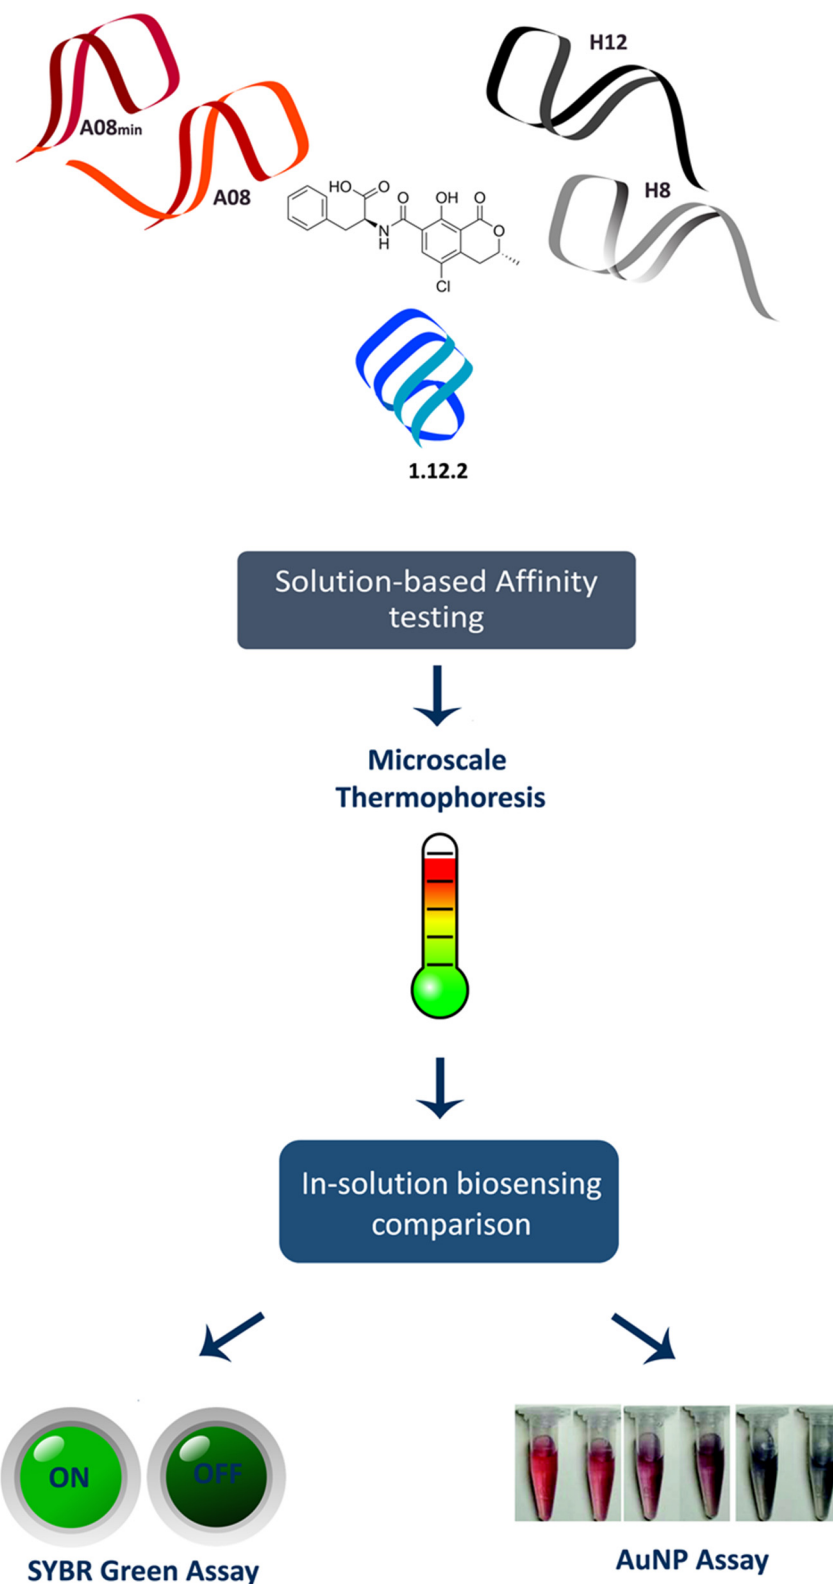 H12
A08min
H8
A08
HO
O
O
OH
O
O
N
H
Cl
1.12.2
Solution-based Affinity
testing
Microscale
Thermophoresis
In-solution biosensing
comparison
ON
OFF
SYBR Green Assay
AuNP Assay